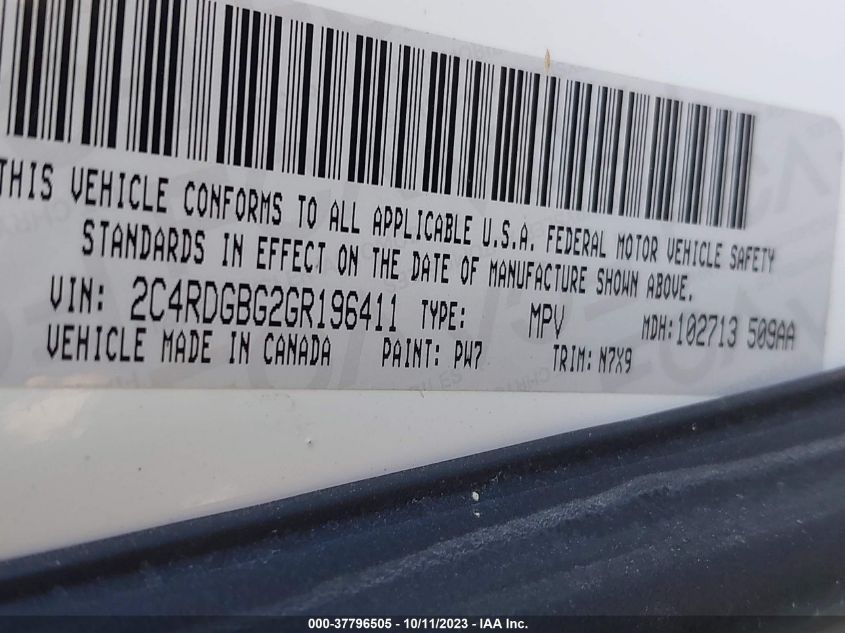 THIS VEHICLE CONFORMS TO ALL APPLICABLE U.S.A. FEDERAL MOTOR VEHICLE SAFETY
STANDARDS IN EFFECT ON THE DATE OF MANUFACTURE SHOWN ABOVE.
VIN: 2C4RDGBG2GR196411 TYPE: MPV MDH: 102713 509AA
VEHICLE MADE IN CANADA PAINT: PW7 TRIM: N7X9
000-37796505 - 10/11/2023 - IAA Inc.